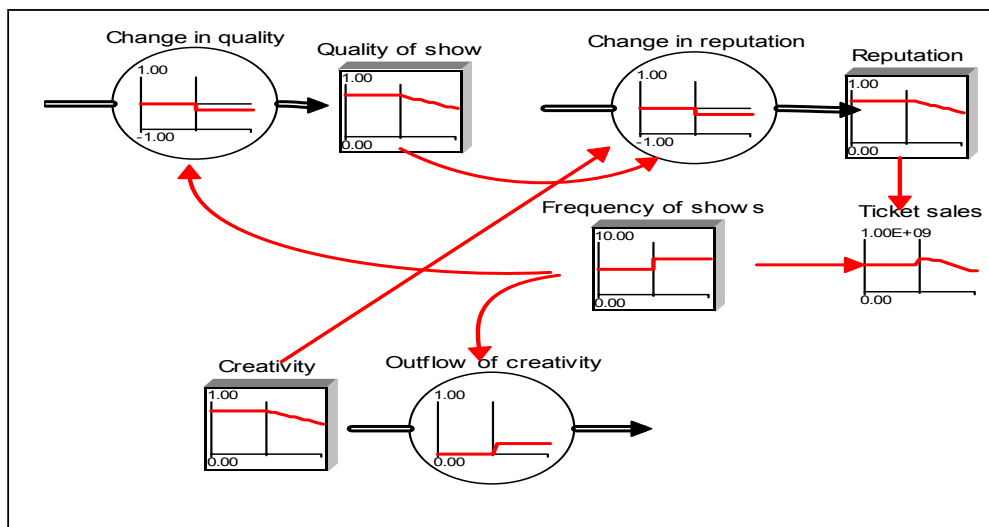 Change in quality
1.00
-1.00
Quality of show
1.00
0.00
Change in reputation
1.00
-1.00
Reputation
1.00
0.00
Frequency of shows
10.00
0.00
Ticket sales
1.00E+09
0.00
Creativity
1.00
0.00
Outflow of creativity
1.00
0.00